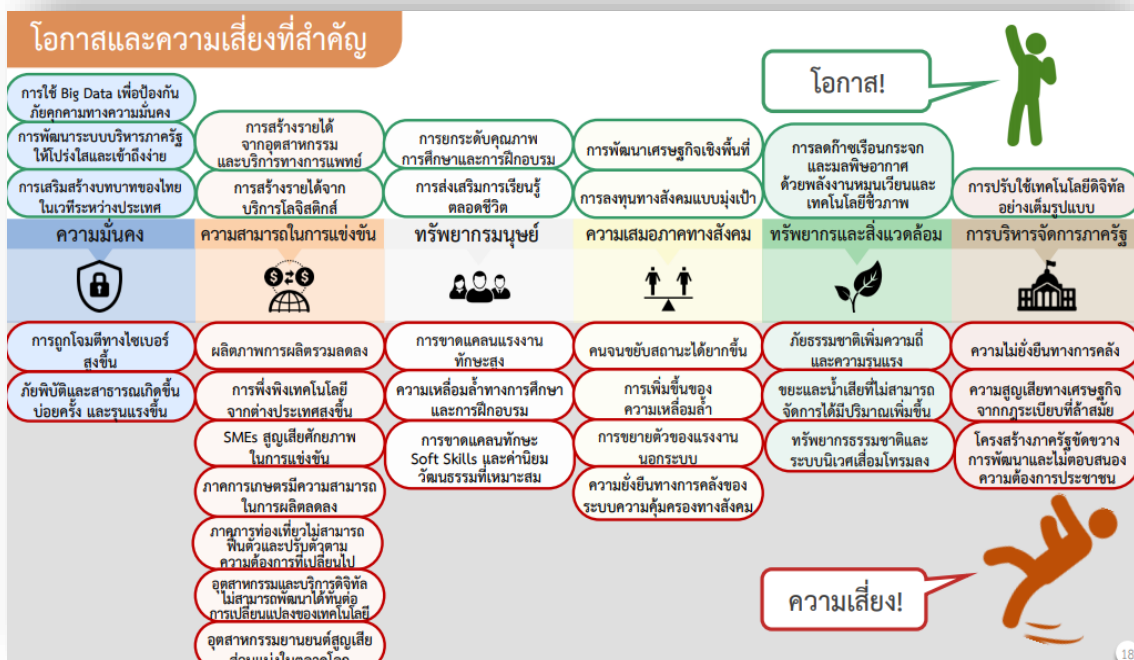 โอกาสและความเสี่ยงที่สำคัญ
โอกาส!
การใช้ Big Data เพื่อป้องกัน
ภัยคุกคามทางความมั่นคง
การพัฒนาระบบบริหารภาครัฐ
ให้โปร่งใสและเข้าถึงง่าย
การเสริมสร้างบทบาทของไทย
ในเวทีระหว่างประเทศ
การสร้างรายได้
จากอุตสาหกรรม
และบริการทางการแพทย์
การสร้างรายได้จาก
บริการโลจิสติกส์
การยกระดับคุณภาพ
การศึกษาและการฝึกอบรม
การส่งเสริมการเรียนรู้
ตลอดชีวิต
การพัฒนาเศรษฐกิจเชิงพื้นที่
การลงทุนทางสังคมแบบมุ่งเป้า
การลดก๊าซเรือนกระจก
และมลพิษอากาศ
ด้วยพลังงานหมุนเวียนและ
เทคโนโลยีชีวภาพ
การปรับใช้เทคโนโลยีดิจิทัล
อย่างเต็มรูปแบบ
ความมั่นคง
ความสามารถในการแข่งขัน
ทรัพยากรมนุษย์
ความเสมอภาคทางสังคม
ทรัพยากรและสิ่งแวดล้อม
การบริหารจัดการภาครัฐ
การถูกโจมตีทางไซเบอร์
สูงขึ้น
ภัยพิบัติและสาธารณเกิดขึ้น
บ่อยครั้ง และรุนแรงขึ้น
ผลิตภาพการผลิตรวมลดลง
การพึ่งพิงเทคโนโลยี
จากต่างประเทศสูงขึ้น
SMEs สูญเสียศักยภาพ
ในการแข่งขัน
ภาคการเกษตรมีความสามารถ
ในการผลิตลดลง
ภาคการท่องเที่ยวไม่สามารถ
ฟื้นตัวและปรับตัวตาม
ความต้องการที่เปลี่ยนไป
อุตสาหกรรมและบริการดิจิทัล
ไม่สามารถพัฒนาได้ทันต่อ
การเปลี่ยนแปลงของเทคโนโลยี
อุตสาหกรรมยานยนต์สูญเสีย
ส่วนแบ่งในตลาดโลก
การขาดแคลนแรงงาน
ทักษะสูง
ความเหลื่อมล้ำทางการศึกษา
และการฝึกอบรม
การขาดแคลนทักษะ
Soft Skills และค่านิยม
วัฒนธรรมที่เหมาะสม
คนจนขยับสถานะได้ยากขึ้น
การเพิ่มขึ้นของ
ความเหลื่อมล้ำ
การขยายตัวของแรงงาน
นอกระบบ
ความยั่งยืนทางการคลังของ
ระบบความคุ้มครองทางสังคม
ภัยธรรมชาติเพิ่มความถี่
และความรุนแรง
ขยะและน้ำเสียที่ไม่สามารถ
จัดการได้มีปริมาณเพิ่มขึ้น
ทรัพยากรธรรมชาติและ
ระบบนิเวศเสื่อมโทรมลง
ความไม่ยั่งยืนทางการคลัง
ความสูญเสียทางเศรษฐกิจ
จากกฎระเบียบที่ล้าสมัย
โครงสร้างภาครัฐขัดขวาง
การพัฒนาและไม่ตอบสนอง
ความต้องการประชาชน
ความเสี่ยง!
18